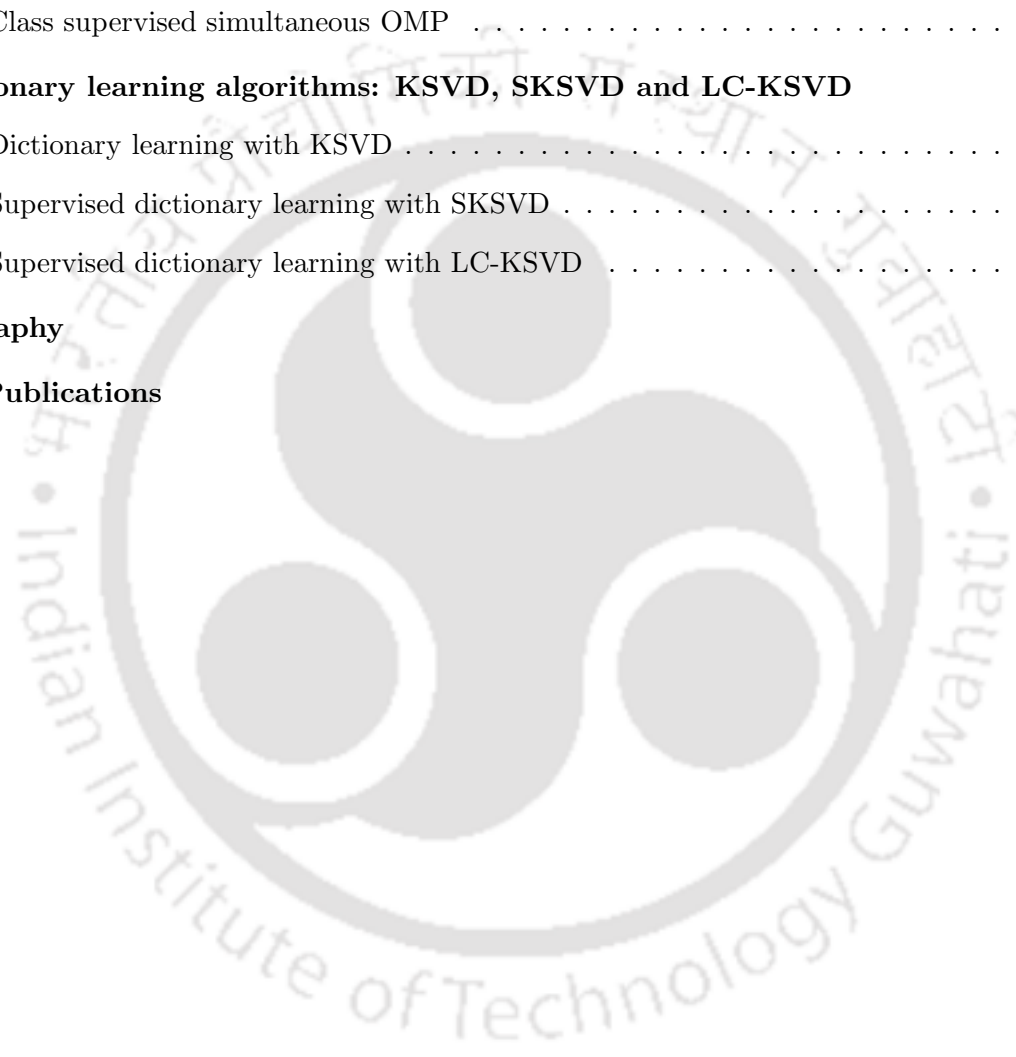 Class supervised simultaneous OMP . . . . . . . . . . . . . . . . . . . . . . .
onary learning algorithms: KSVD, SKSVD and LC-KSVD
Dictionary learning with KSVD . . . . . . . . . . . . . . . . . . . . . . . . . .
Supervised dictionary learning with SKSVD . . . . . . . . . . . . . . . . . . .
Supervised dictionary learning with LC-KSVD . . . . . . . . . . . . . . . . .
aphy
Publications
Indian Institute of Technology Guwahati